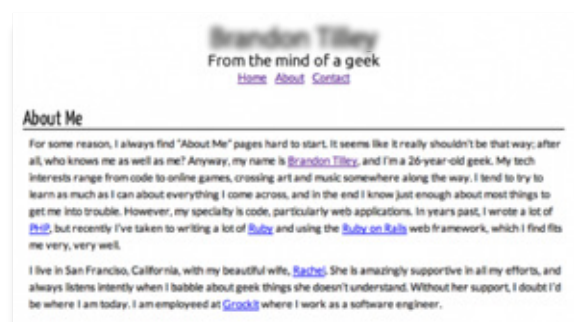 Brandon Tilley
From the mind of a geek
Home About Contact
About Me
For some reason, I always find "About Me" pages hard to start. It seems like it really shouldn't be that way; after
all, who knows me as well as me? Anyway, my name is Brandon Tilley, and I'm a 26-year-old geek. My tech
interests range from code to online games, crossing art and music somewhere along the way. I tend to try to
learn as much as I can about everything I come across, and in the end I know just enough about most things to
get me into trouble. However, my specialty is code, particularly web applications. In years past, I wrote a lot of
PHP, but recently I've taken to writing a lot of Ruby and using the Ruby on Rails web framework, which I find fits
me very, very well.
I live in San Franciso, California, with my beautiful wife, Rachel. She is amazingly supportive in all my efforts, and
always listens intently when I babble about geek things she doesn't understand. Without her support, I doubt I'd
be where I am today. I am employeed at Grockit where I work as a software engineer.